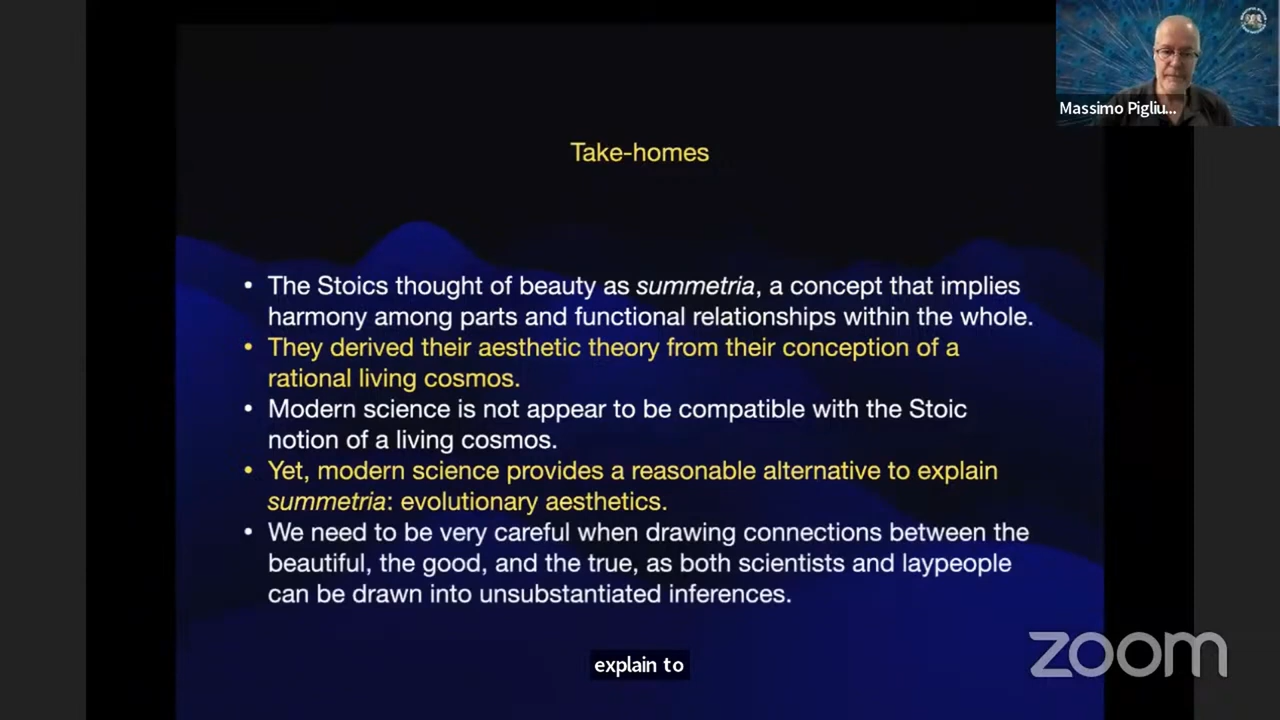 Massimo Pigliu...
Take-homes
• The Stoics thought of beauty as summetria, a concept that implies
harmony among parts and functional relationships within the whole.
• They derived their aesthetic theory from their conception of a
rational living cosmos.
• Modern science is not appear to be compatible with the Stoic
notion of a living cosmos.
• Yet, modern science provides a reasonable alternative to explain
summetria: evolutionary aesthetics.
• We need to be very careful when drawing connections between the
beautiful, the good, and the true, as both scientists and laypeople
can be drawn into unsubstantiated inferences.
explain to
zoom